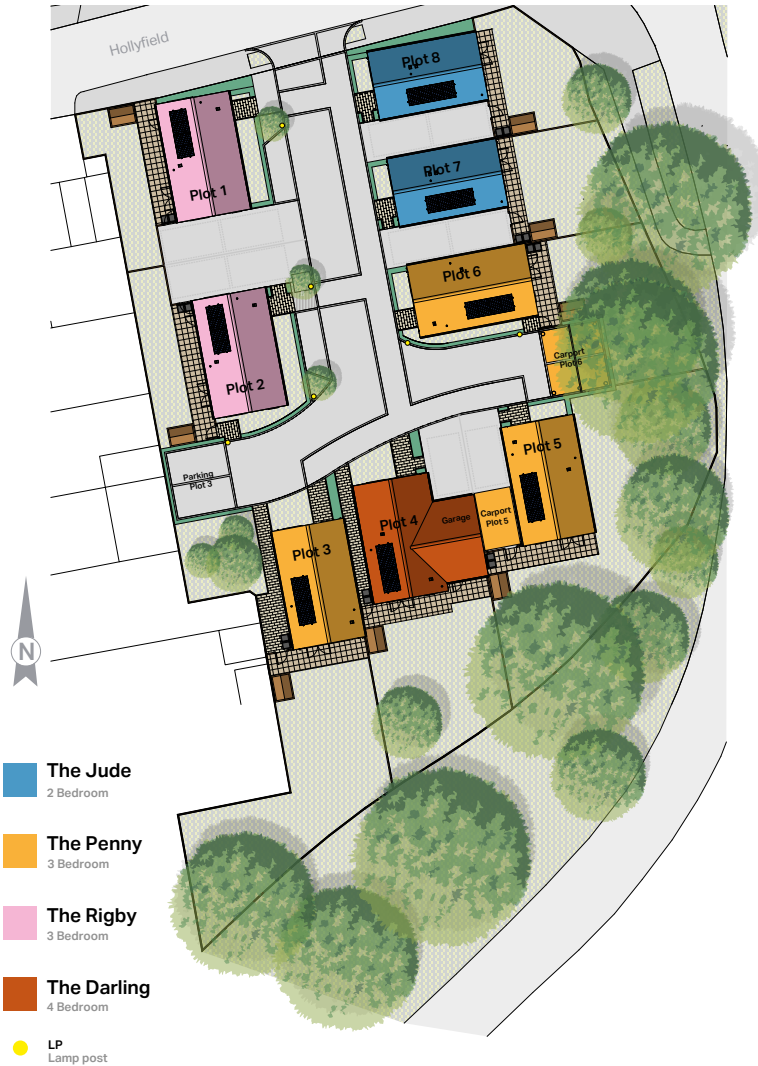 Hollyfield
Plot 8
Plot 1
Plot 7
Plot 6
Plot 2
Carport
Plot 6
Parking
Plot 3
Plot 5
Plot 4
Garage
Carport
Plot 5
Plot 3
N
The Jude
2 Bedroom
The Penny
3 Bedroom
The Rigby
3 Bedroom
The Darling
4 Bedroom
LP
Lamp post